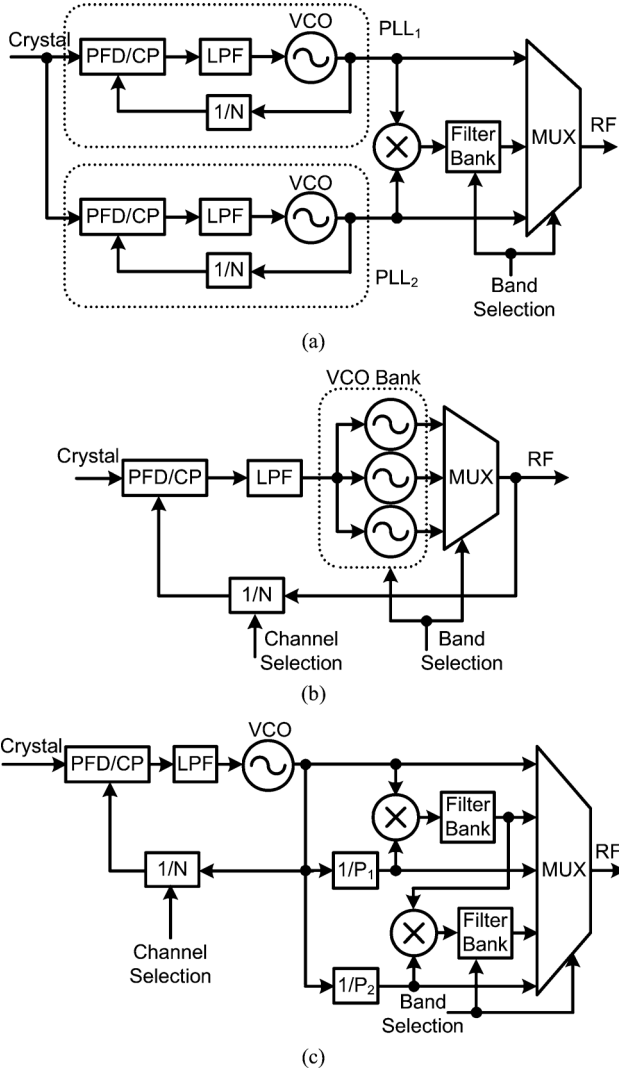 Crystal
PFD/CP
LPF
VCO
PLL1
1/N
Filter
Bank
MUX
RF
PFD/CP
LPF
VCO
1/N
PLL2
Band
Selection
(a)
VCO Bank
Crystal
PFD/CP
LPF
MUX
RF
1/N
Channel
Selection
Band
Selection
(b)
Crystal
PFD/CP
LPF
VCO
Filter
Bank
1/N
1/P1
MUX
RF
Channel
Selection
Filter
Bank
1/P2
Band
Selection
(c)